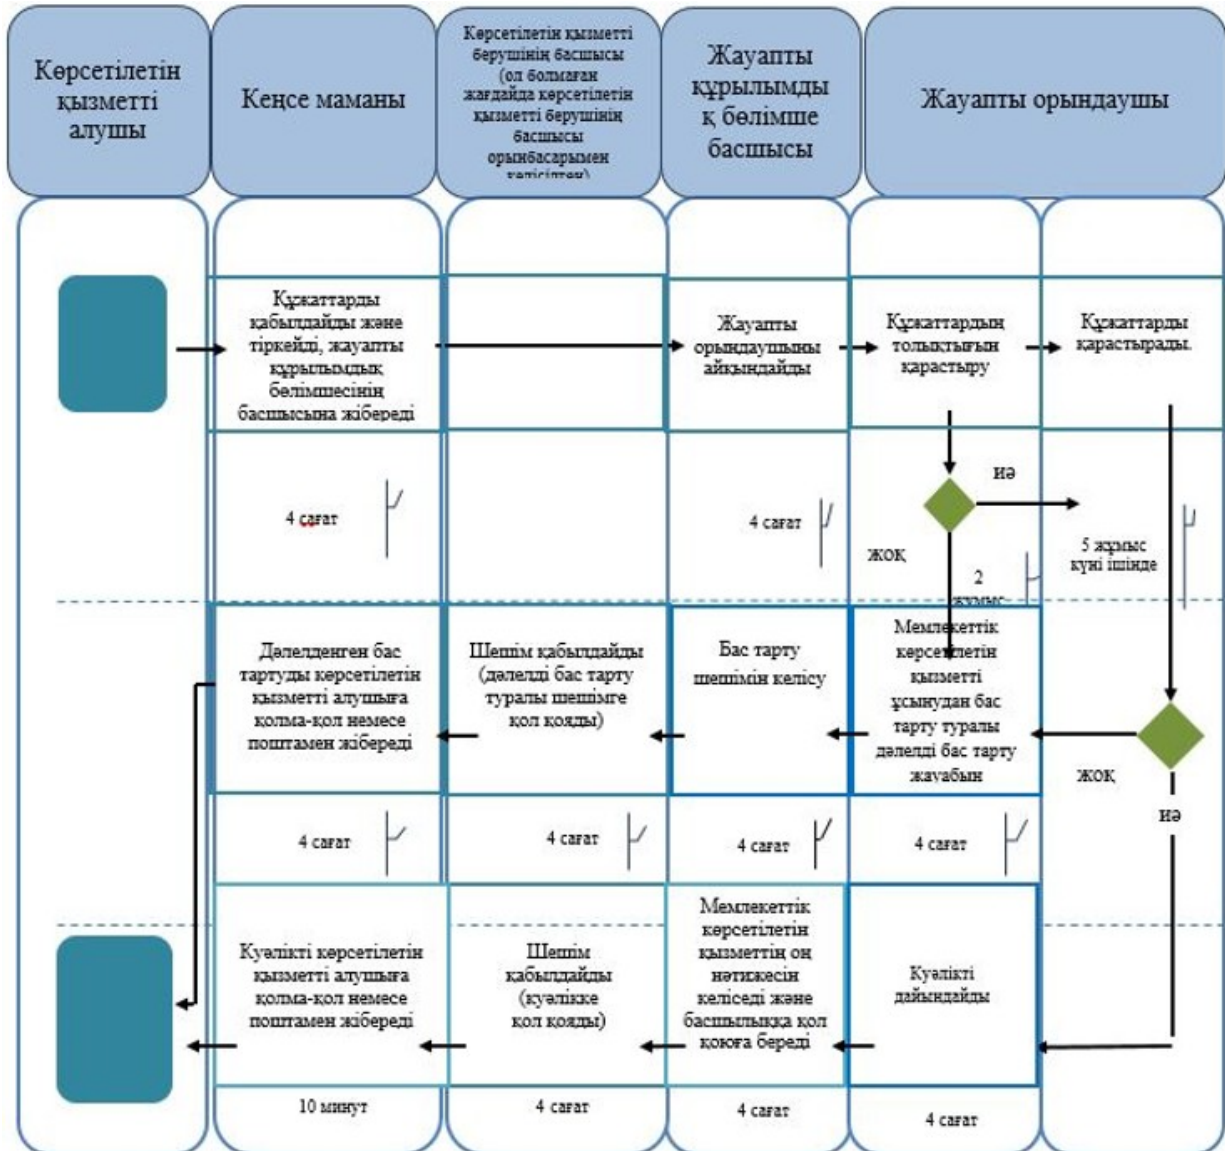 Көрсетілетін
қызметті
алушы
Кеңсе маманы
Көрсетілетін қызметті
берушінің басшысы
(ол болмаған
жағдайда көрсетілетін
қызметті берушінің
басшысы
орынбасарымен
келісілген)
Жауапты
құрылымды
қ бөлімше
басшысы
Жауапты орындаушы
Құжаттарды
қабылдайды және
тіркейді, жауапты
құрылымдық
бөлімшесінің
басшысына жібереді
Жауапты
орындаушыны
айқындайды
Құжаттардың
толықтығын
қарастыру
Құжаттарды
қарастырады.
4 сағат
4 сағат
иә
жоқ
2
жұмыс
5 жұмыс
күні ішінде
Дәлелденген бас
тартуды көрсетілетін
қызметті алушыға
қолма-қол немесе
поштамен жібереді
Шешім қабылдайды
(дәлелді бас тарту
туралы шешімге
қол қояды)
Бас тарту
шешімін келісу
Мемлекеттік
көрсетілетін
қызметті
ұсынудан бас
тарту туралы
дәлелді бас тарту
жауабын
жоқ
иә
4 сағат
4 сағат
4 сағат
4 сағат
Куәлікті көрсетілетін
қызметті алушыға
қолма-қол немесе
поштамен жібереді
Шешім
қабылдайды
(куәлікке
қол қояды)
Мемлекеттік
көрсетілетін
қызметтің оң
нәтижесін
келіседі және
басшылыққа қол
қоюға береді
Куәлікті
дайындайды
10 минут
4 сағат
4 сағат
4 сағат